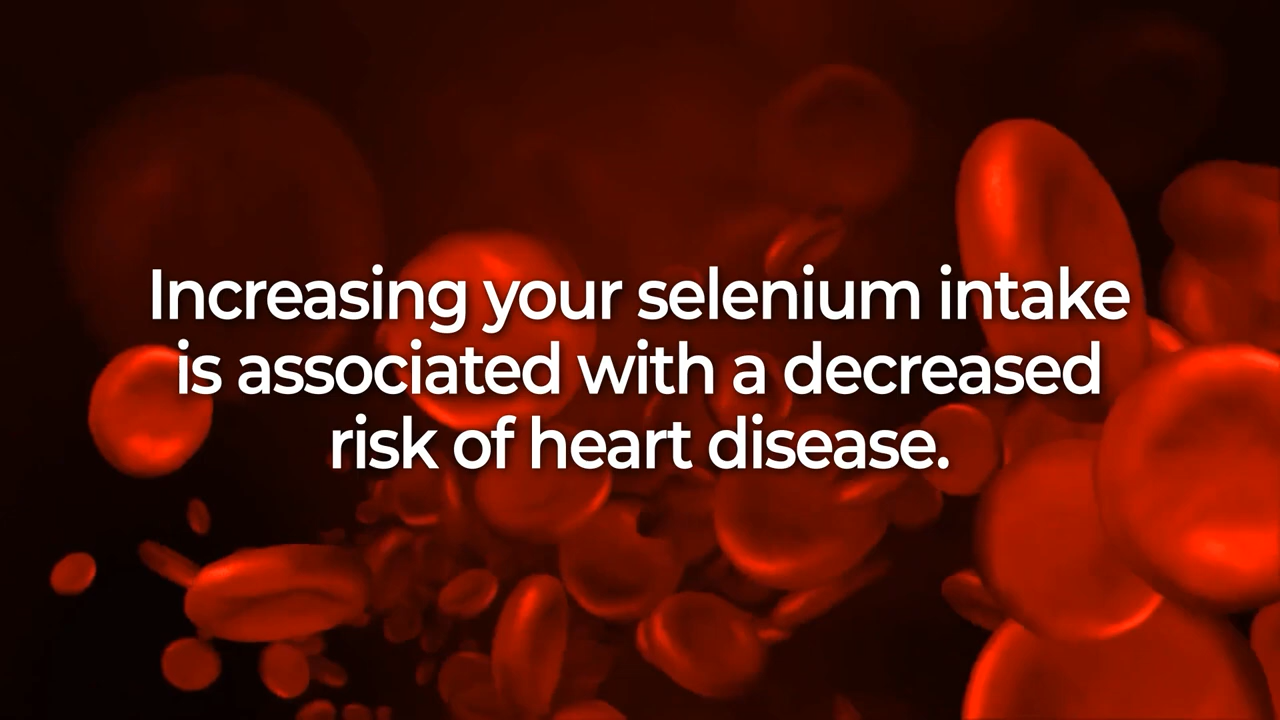 Increasing your selenium intake
is associated with a decreased
risk of heart disease.